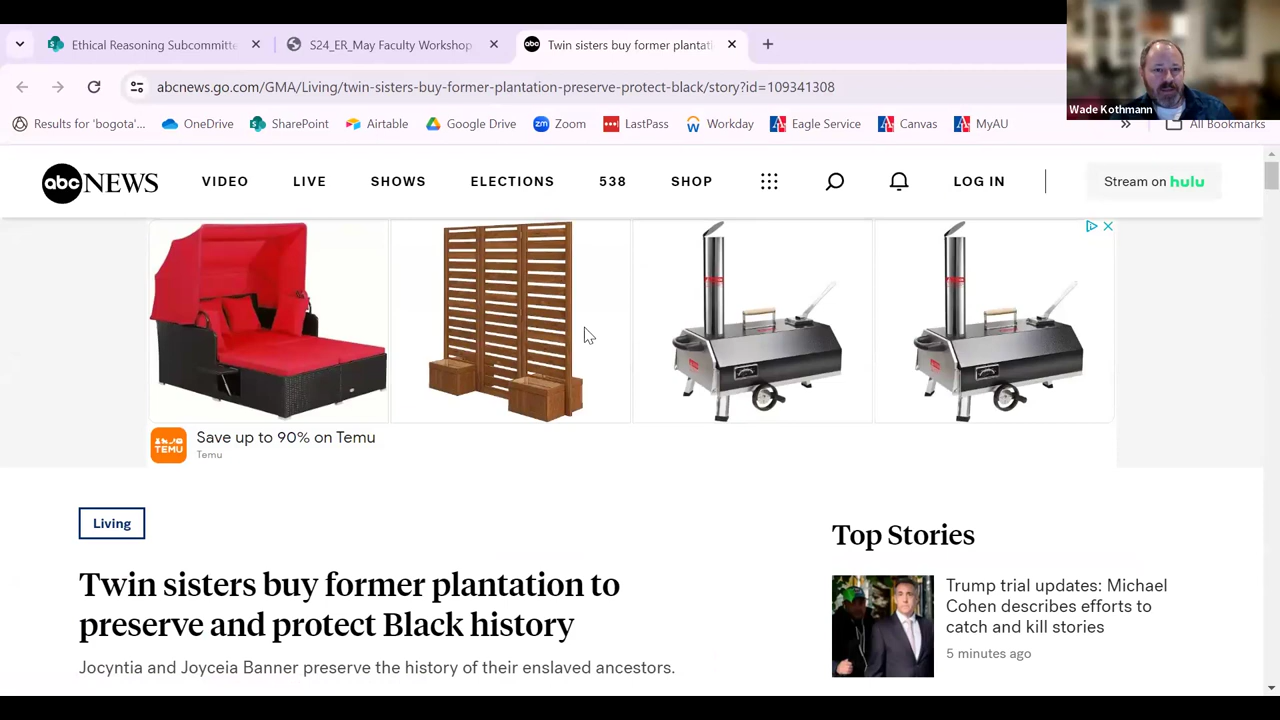 Ethical Reasoning Subcommitte
S24_ER_May Faculty Workshop
Twin sisters buy former plantati
Wade Kothmann
abcnews.go.com/GMA/Living/twin-sisters-buy-former-plantation-preserve-protect-black/story?id=109341308
Results for 'bogota'...
OneDrive
SharePoint
Airtable
Google Drive
Zoom
LastPass
Workday
Eagle Service
Canvas
MyAU
»
All Bookmarks
abc NEWS
VIDEO
LIVE
SHOWS
ELECTIONS
538
SHOP
LOG IN
Stream on hulu
TEMU
Save up to 90% on Temu
Temu
Living
Twin sisters buy former plantation to
preserve and protect Black history
Jocyntia and Joyceia Banner preserve the history of their enslaved ancestors.
Top Stories
Trump trial updates: Michael
Cohen describes efforts to
catch and kill stories
5 minutes ago